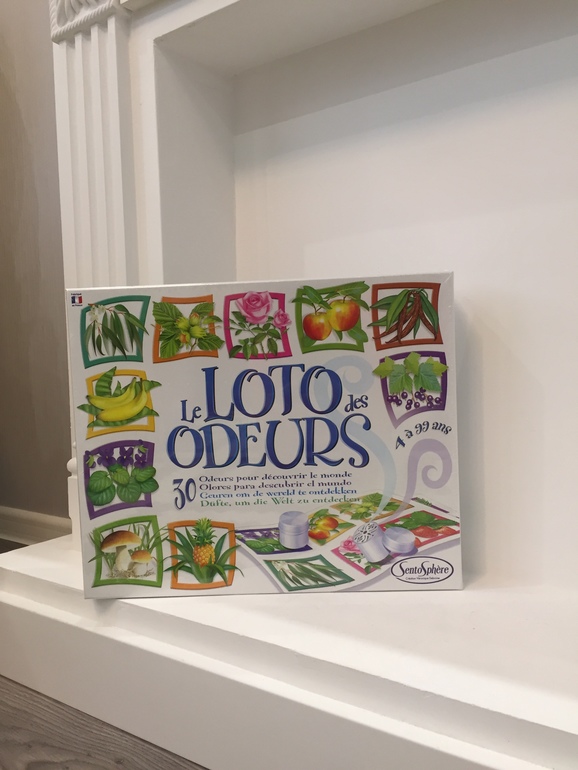 Le LOTO des
ODEURS
4 à 99 ans
30 Odeurs pour découvrir le monde
Olores para descubrir el mundo
Geuren om de wereld te ontdekken
Düfte, um die Welt zu entdecken
SentoSphère